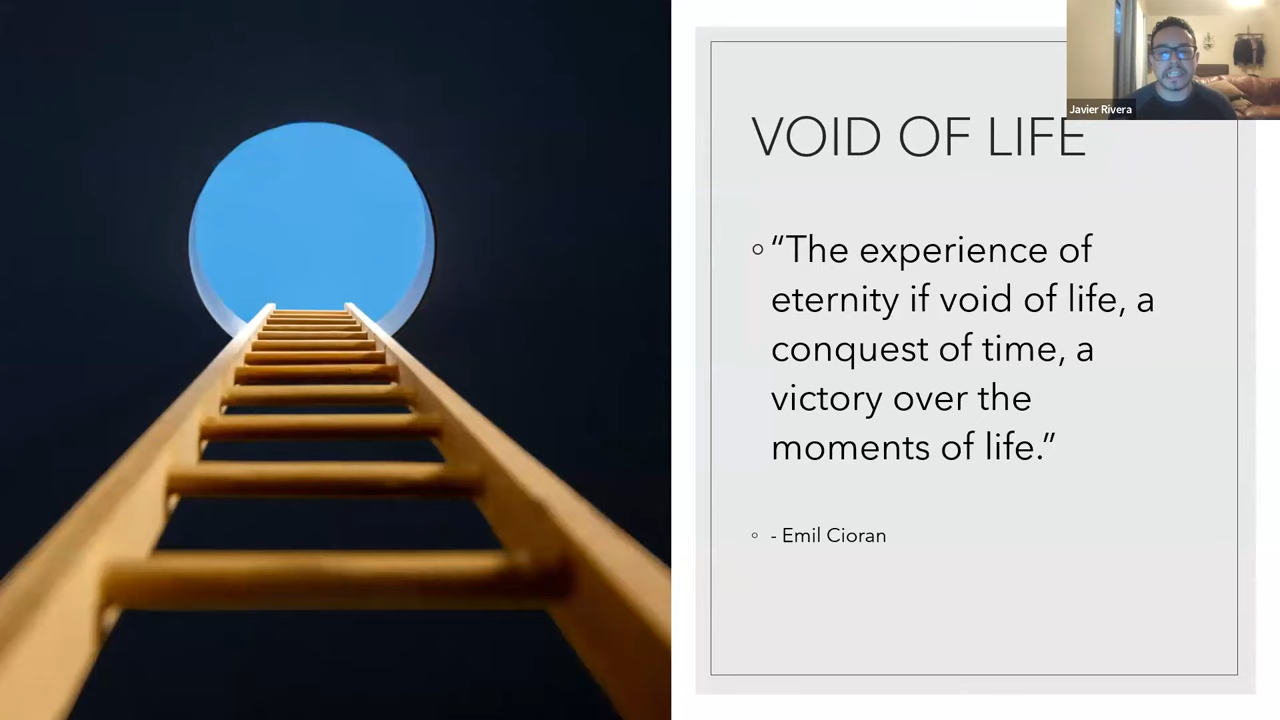 Javier Rivera
VOID OF LIFE
“The experience of
eternity if void of life, a
conquest of time, a
victory over the
moments of life.”
- Emil Cioran